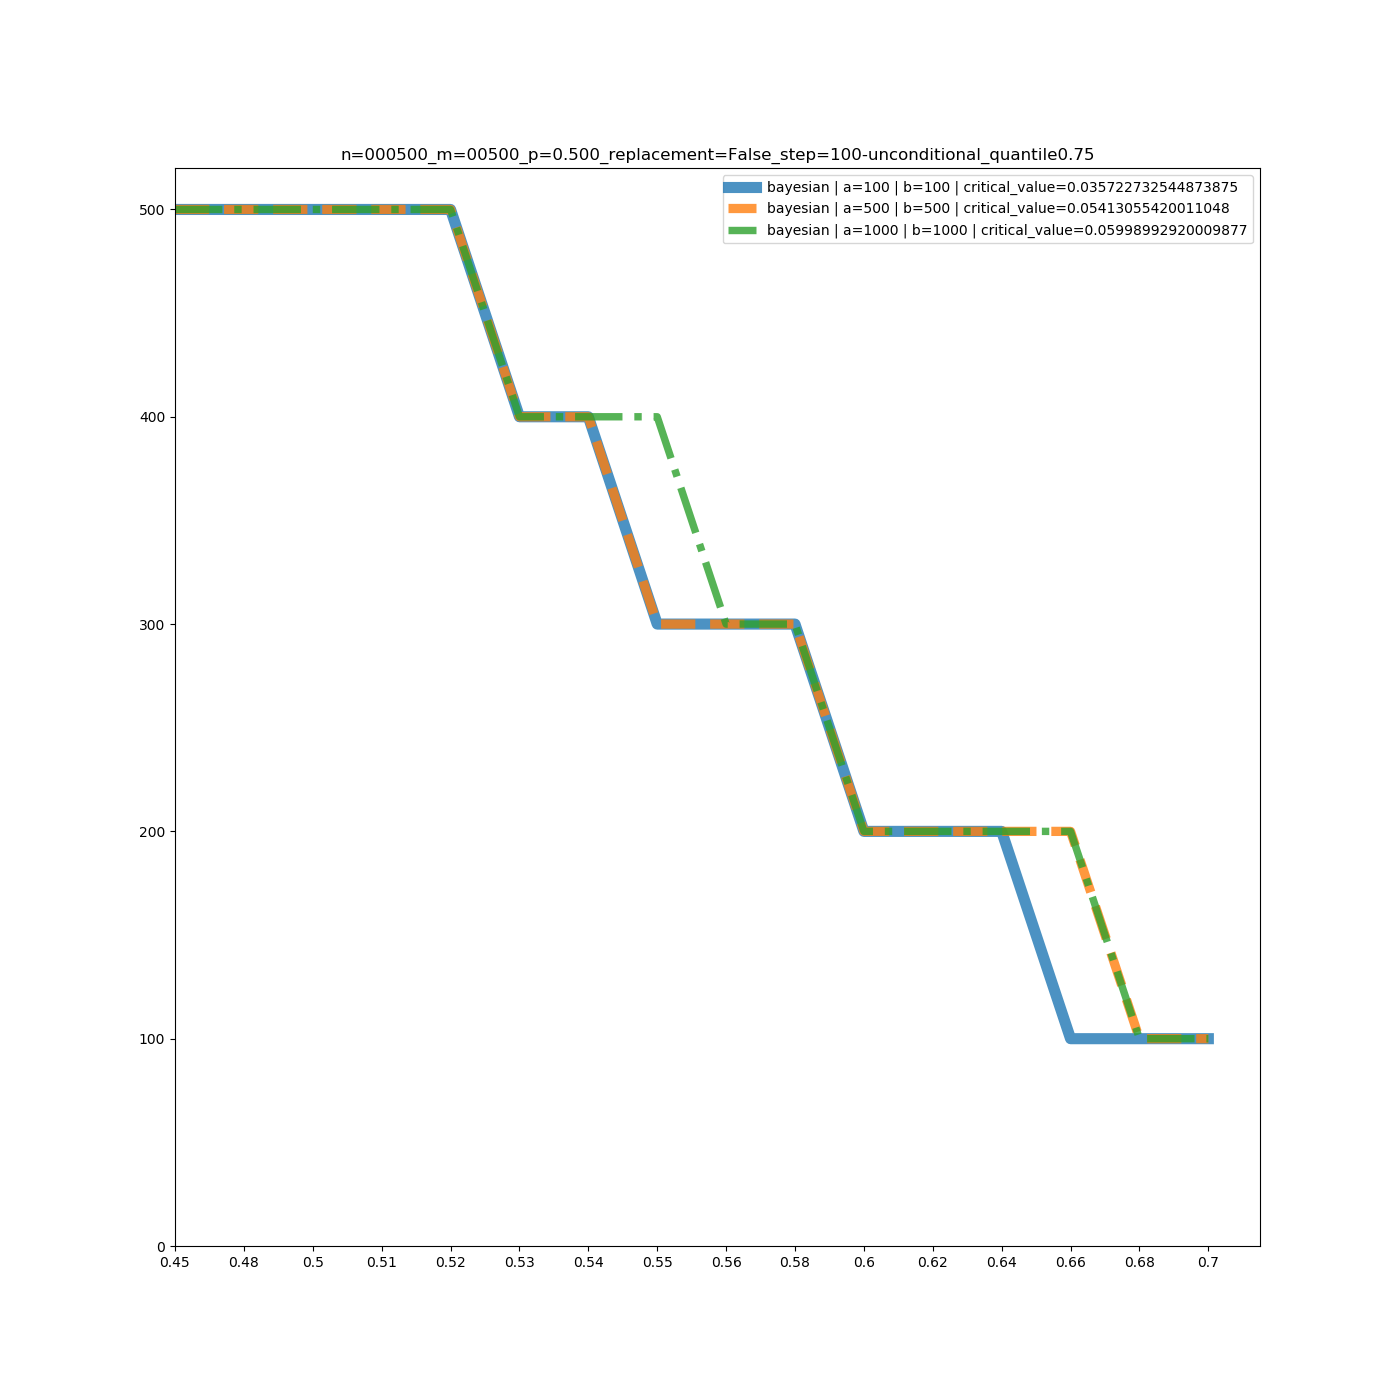 n=000500_m=00500_p=0.500_replacement=False_step=100-unconditional_quantile0.75
bayesian | a=100 | b=100 | critical_value=0.035722732544873875
bayesian | a=500 | b=500 | critical_value=0.05413055420011048
bayesian | a=1000 | b=1000 | critical_value=0.05998992920009877
500
400
300
200
100
0
0.45 0.48 0.5 0.51 0.52 0.53 0.54 0.55 0.56 0.58 0.6 0.62 0.64 0.66 0.68 0.7